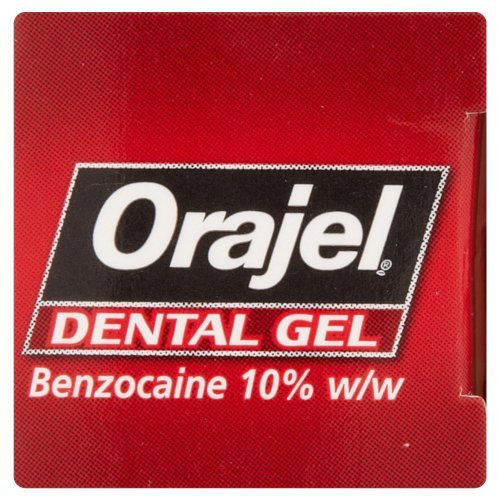 Orajel®
DENTAL GEL
Benzocaine 10% w/w